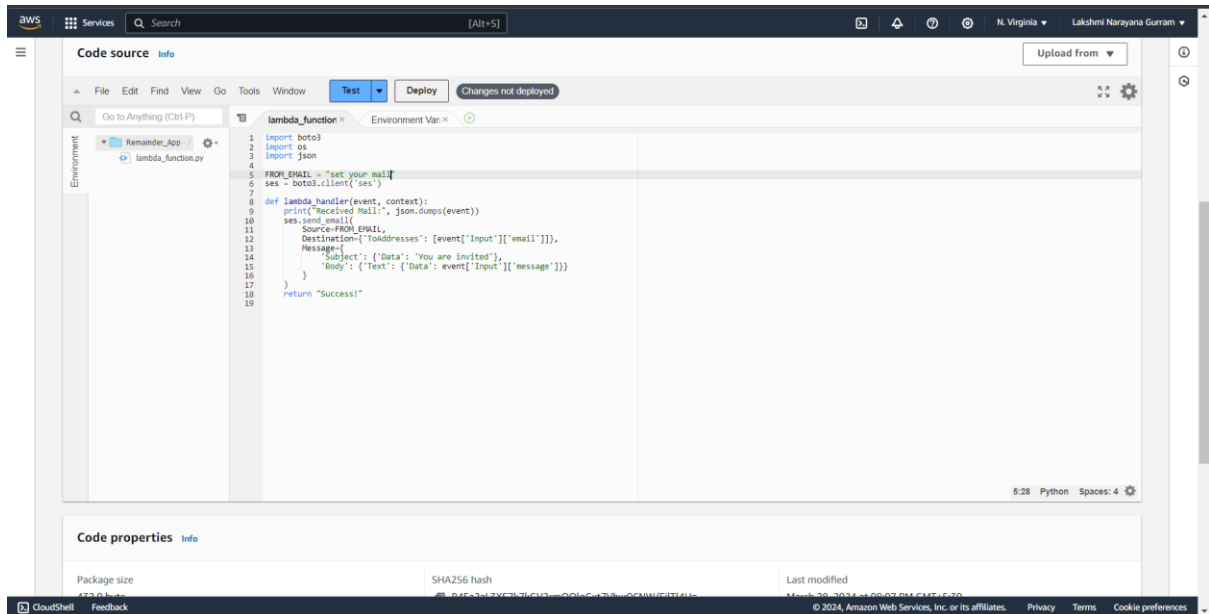 aws Services Search [Alt+S] N. Virginia Lakshmi Narayana Gurram
Code source Info Upload from
File Edit Find View Go Tools Window Test Deploy Changes not deployed
Go to Anything (Ctrl-P) lambda_function × Environment Var ×
Environment
Remainder_App /
lambda_function.py
1 import boto3
2 import os
3 import json
4
5 FROM_EMAIL = "set your mail"
6 ses = boto3.client('ses')
7
8 def lambda_handler(event, context):
9 print("Received Mail:", json.dumps(event))
10 ses.send_email(
11 Source=FROM_EMAIL,
12 Destination={'ToAddresses': [event['Input']['email']]},
13 Message={
14 'Subject': {'Data': 'You are invited'},
15 'Body': {'Text': {'Data': event['Input']['message']}}
16 }
17 )
18 return "Success!"
19
5:28 Python Spaces: 4
Code properties Info
Package size SHA256 hash Last modified
CloudShell Feedback © 2024, Amazon Web Services, Inc. or its affiliates. Privacy Terms Cookie preferences